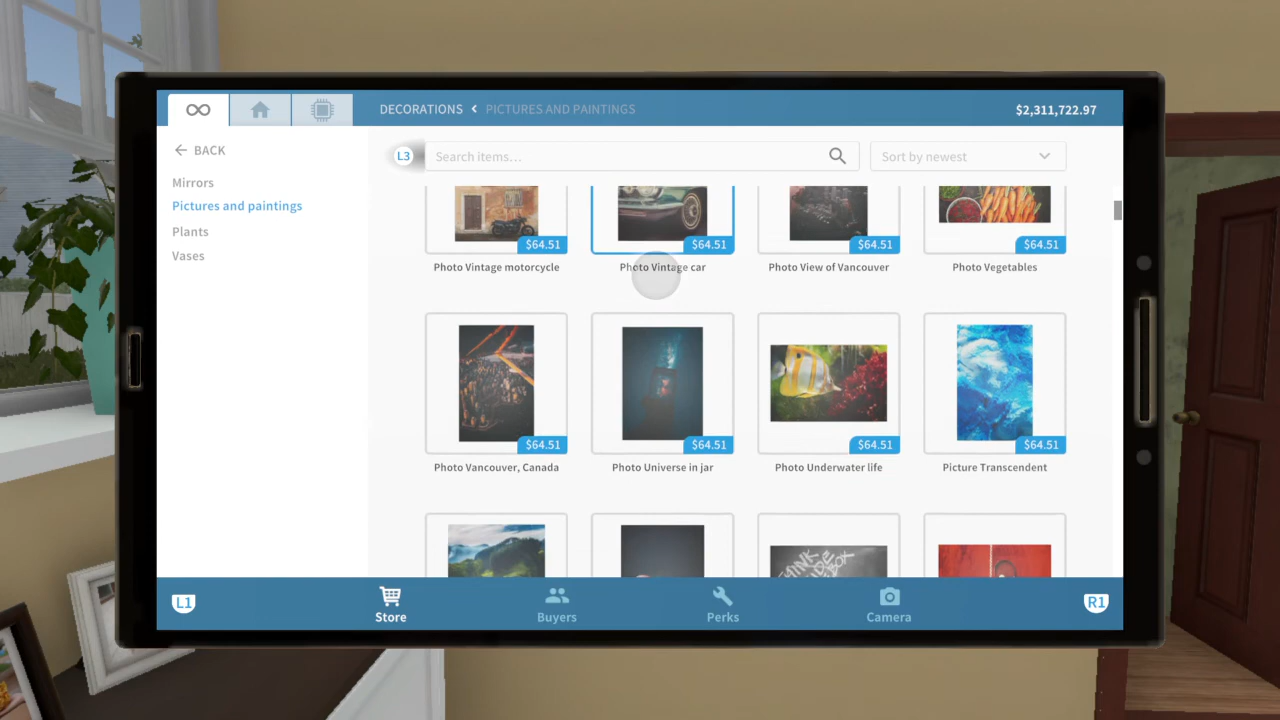 DECORATIONS < PICTURES AND PAINTINGS
$2,311,722.97
BACK
L3
Search items...
Sort by newest
Mirrors
Pictures and paintings
Plants
Vases
$64.51 $64.51 $64.51 $64.51
Photo Vintage motorcycle Photo Vintage car Photo View of Vancouver Photo Vegetables
$64.51 $64.51 $64.51 $64.51
Photo Vancouver, Canada Photo Universe in jar Photo Underwater life Picture Transcendent
THINK
BOX
L1
Store
Buyers
Perks
Camera
R1